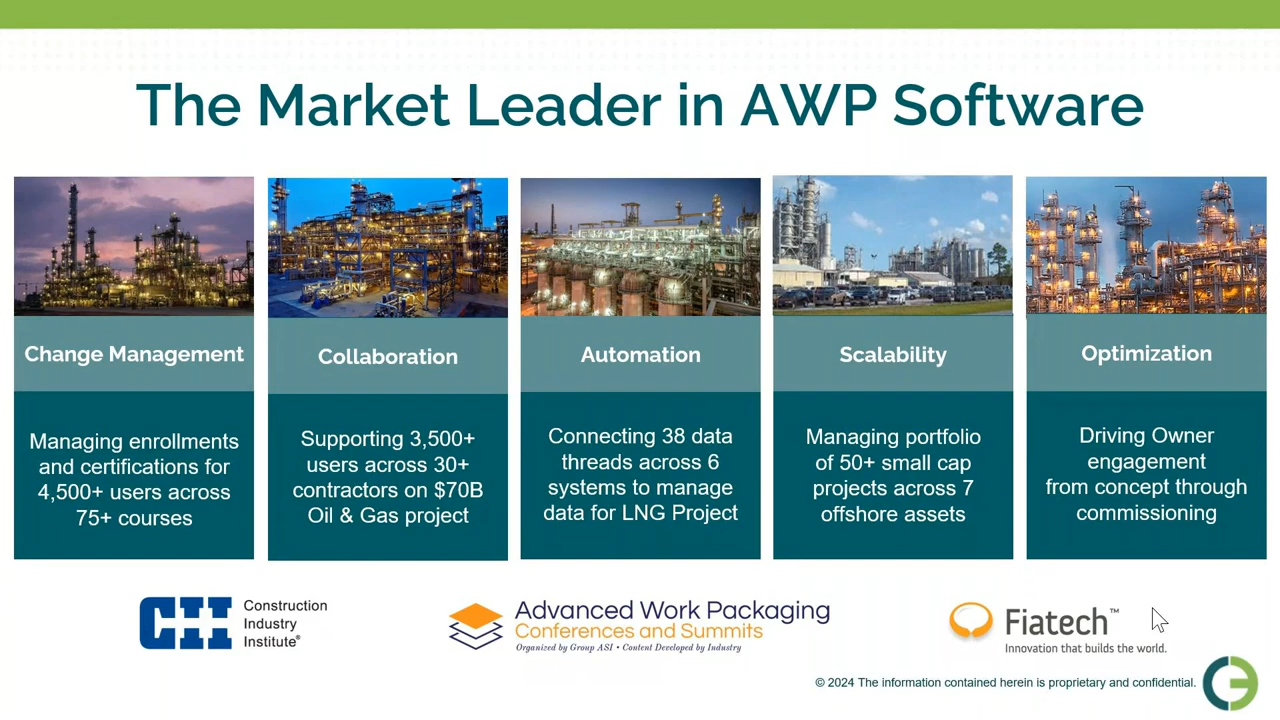 The Market Leader in AWP Software
Change Management
Managing enrollments
and certifications for
4,500+ users across
75+ courses
Collaboration
Supporting 3,500+
users across 30+
contractors on $70B
Oil & Gas project
Automation
Connecting 38 data
threads across 6
systems to manage
data for LNG Project
Scalability
Managing portfolio
of 50+ small cap
projects across 7
offshore assets
Optimization
Driving Owner
engagement
from concept through
commissioning
CII
Construction
Industry
Institute®
Advanced Work Packaging
Conferences and Summits
Organized by Group ASI • Content Developed by Industry
Fiatech™
Innovation that builds the world.
© 2024 The information contained herein is proprietary and confidential.